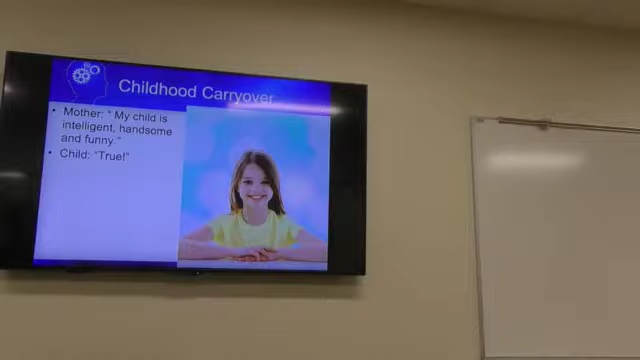 Childhood Carryover
• Mother: " My child is
intelligent, handsome
and funny."
• Child: "True!"